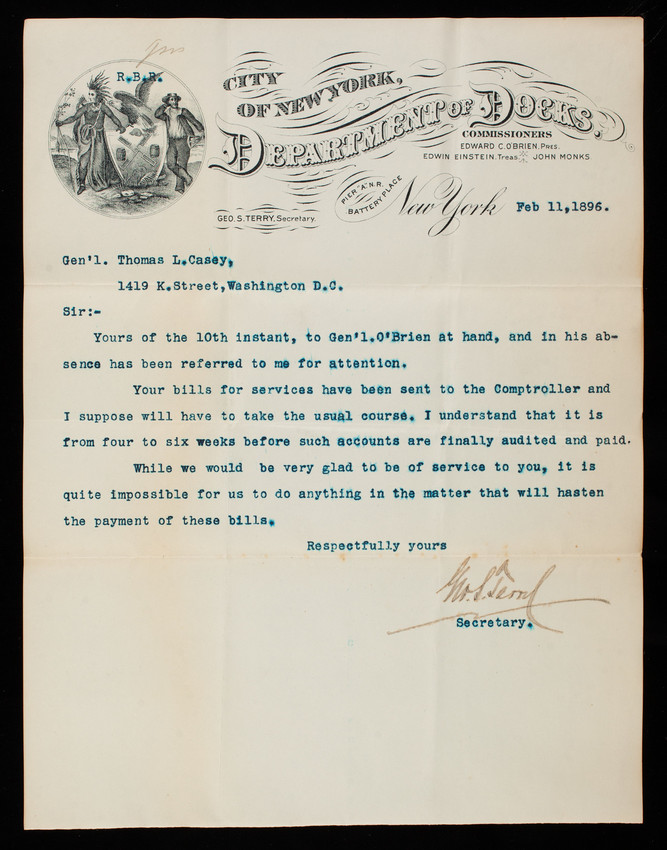 R.B.R.
CITY
OF NEW YORK,
DEPARTMENT OF DOCKS.
COMMISSIONERS
EDWARD C. O'BRIEN, PRES.
EDWIN EINSTEIN, Treas. JOHN MONKS
PIER "A" N.R.
BATTERY PLACE
GEO. S. TERRY, Secretary.
New York Feb 11,1896.
Gen'l. Thomas L.Casey,
1419 K.Street,Washington D.C.
Sir:-
Yours of the 10th instant, to Gen'l.O'Brien at hand, and in his ab-
sence has been referred to me for attention.
Your bills for services have been sent to the Comptroller and
I suppose will have to take the usual course. I understand that it is
from four to six weeks before such accounts are finally audited and paid.
While we would be very glad to be of service to you, it is
quite impossible for us to do anything in the matter that will hasten
the payment of these bills.
Respectfully yours
Geo. S. Terry
Secretary.